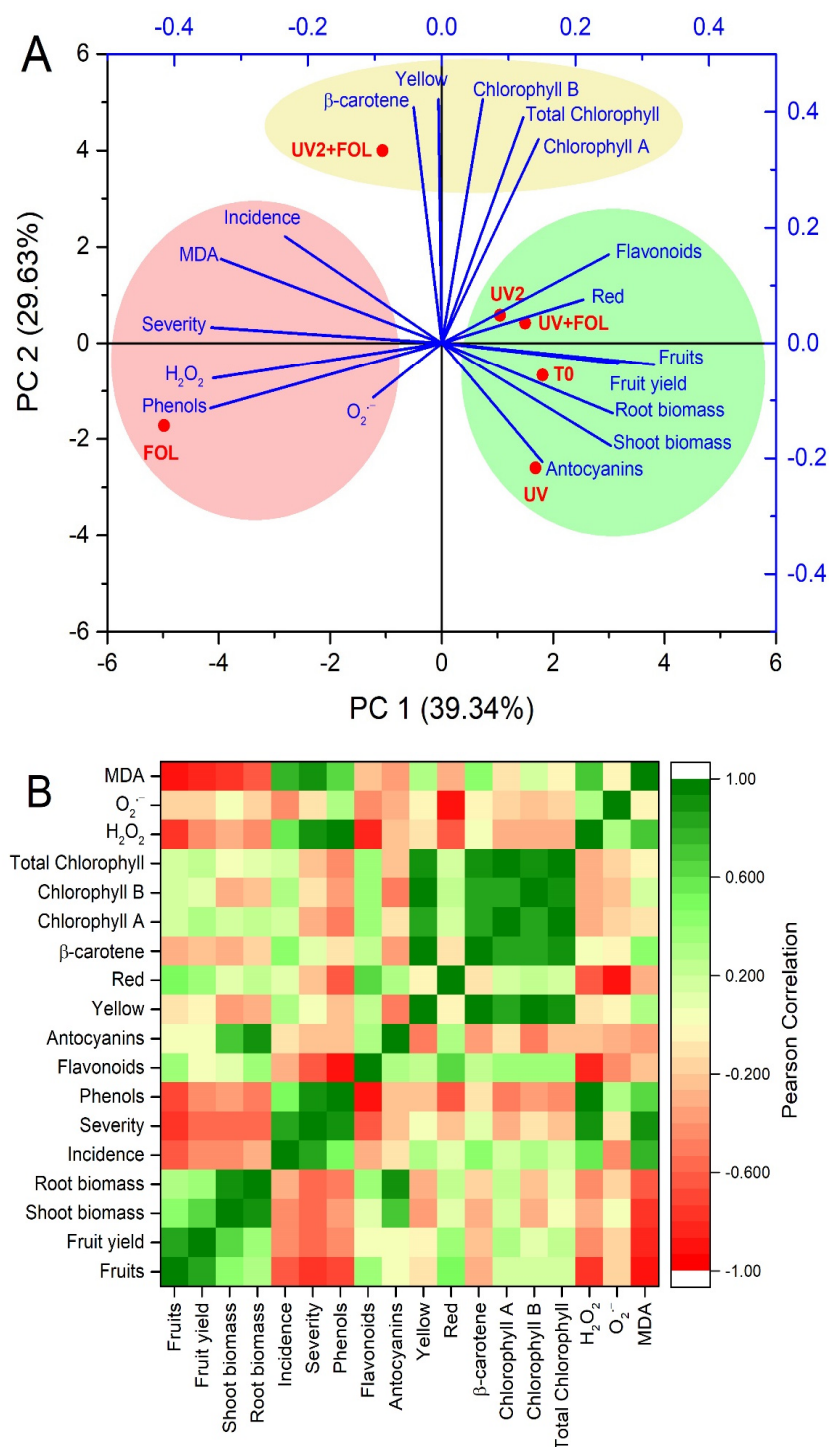 A
-0.4 -0.2 0.0 0.2 0.4
6
4
2
0
-2
-4
-6
PC 2 (29.63%)
Yellow
β-carotene
Chlorophyll B
Total Chlorophyll
Chlorophyll A
UV2+FOL
Incidence
MDA
Severity
H₂O₂
Phenols
FOL
O₂·⁻
Flavonoids
Red
UV2
UV+FOL
Fruits
Fruit yield
T0
Root biomass
Shoot biomass
Antocyanins
UV
0.4
0.2
0.0
-0.2
-0.4
-6 -4 -2 0 2 4 6
PC 1 (39.34%)
B
MDA
O₂·⁻
H₂O₂
Total Chlorophyll
Chlorophyll B
Chlorophyll A
β-carotene
Red
Yellow
Antocyanins
Flavonoids
Phenols
Severity
Incidence
Root biomass
Shoot biomass
Fruit yield
Fruits
Fruits
Fruit yield
Shoot biomass
Root biomass
Incidence
Severity
Phenols
Flavonoids
Antocyanins
Yellow
Red
β-carotene
Chlorophyll A
Chlorophyll B
Total Chlorophyll
H₂O₂
O₂·⁻
MDA
1.00
0.600
0.200
-0.200
-0.600
-1.00
Pearson Correlation